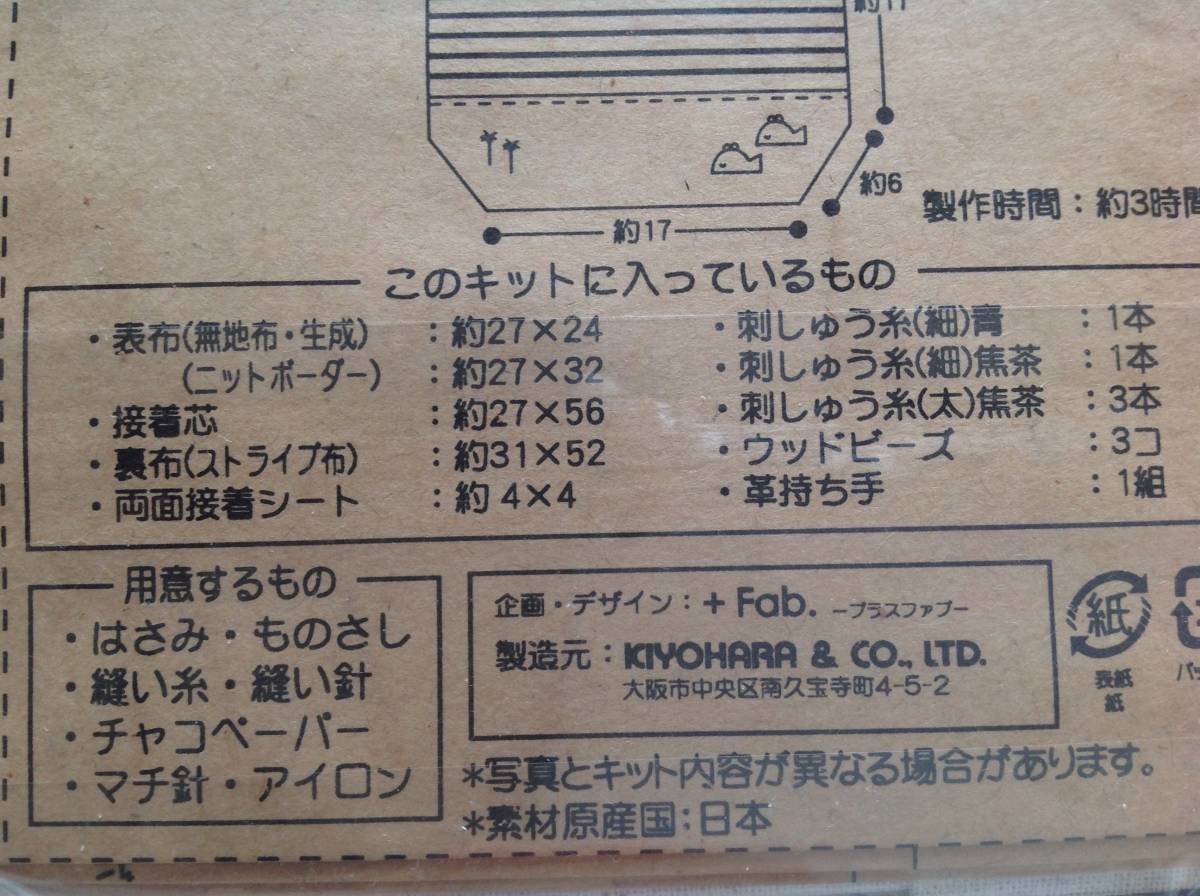 約6
製作時間：約3時間
約17
このキットに入っているもの
・表布(無地布・生成)　：約27×24
(ニットボーダー)　：約27×32
・接着芯　：約27×56
・裏布(ストライプ布)　：約31×52
・両面接着シート　：約 4×4
・刺しゅう糸(細)青　：1本
・刺しゅう糸(細)焦茶　：1本
・刺しゅう糸(太)焦茶　：3本
・ウッドビーズ　：3コ
・革持ち手　：1組
用意するもの
・はさみ・ものさし
・縫い糸・縫い針
・チャコペーパー
・マチ針・アイロン
企画・デザイン：+ Fab. ープラスファブー
製造元：KIYOHARA & CO., LTD.
大阪市中央区南久宝寺町4-5-2
紙
表紙
紙
*写真とキット内容が異なる場合があります。
*素材原産国：日本